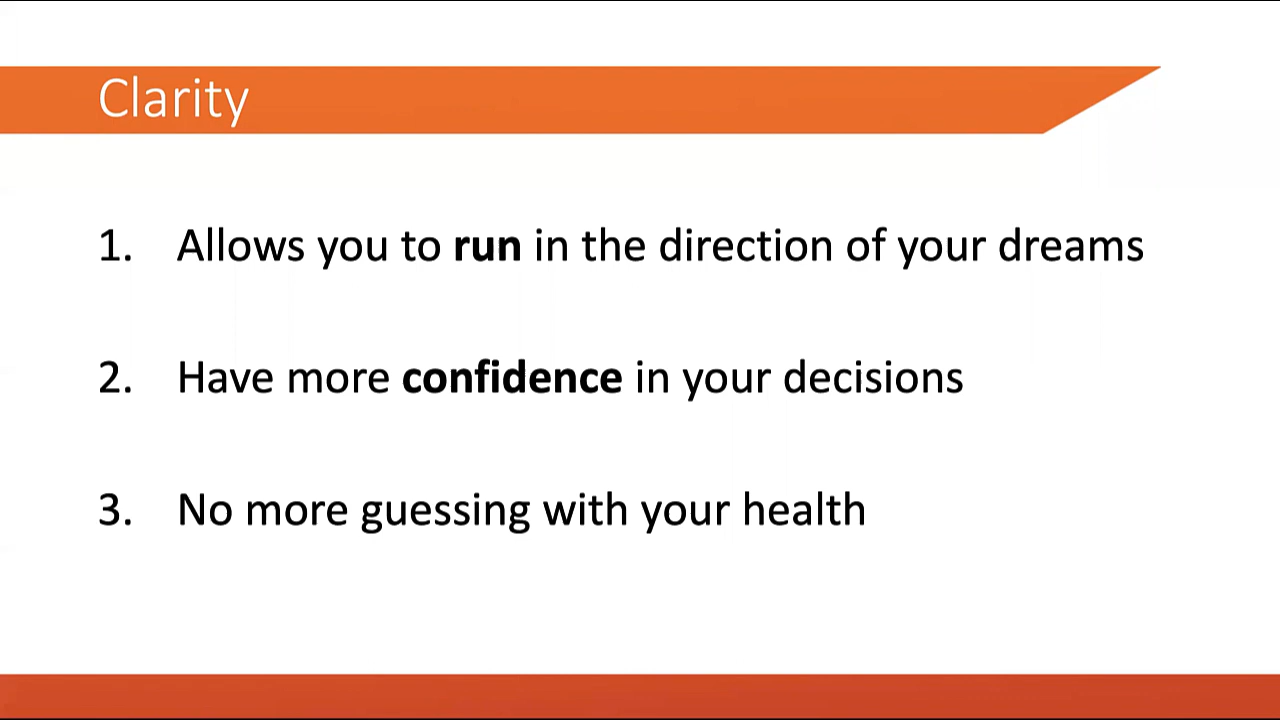 Clarity
1. Allows you to run in the direction of your dreams
2. Have more confidence in your decisions
3. No more guessing with your health